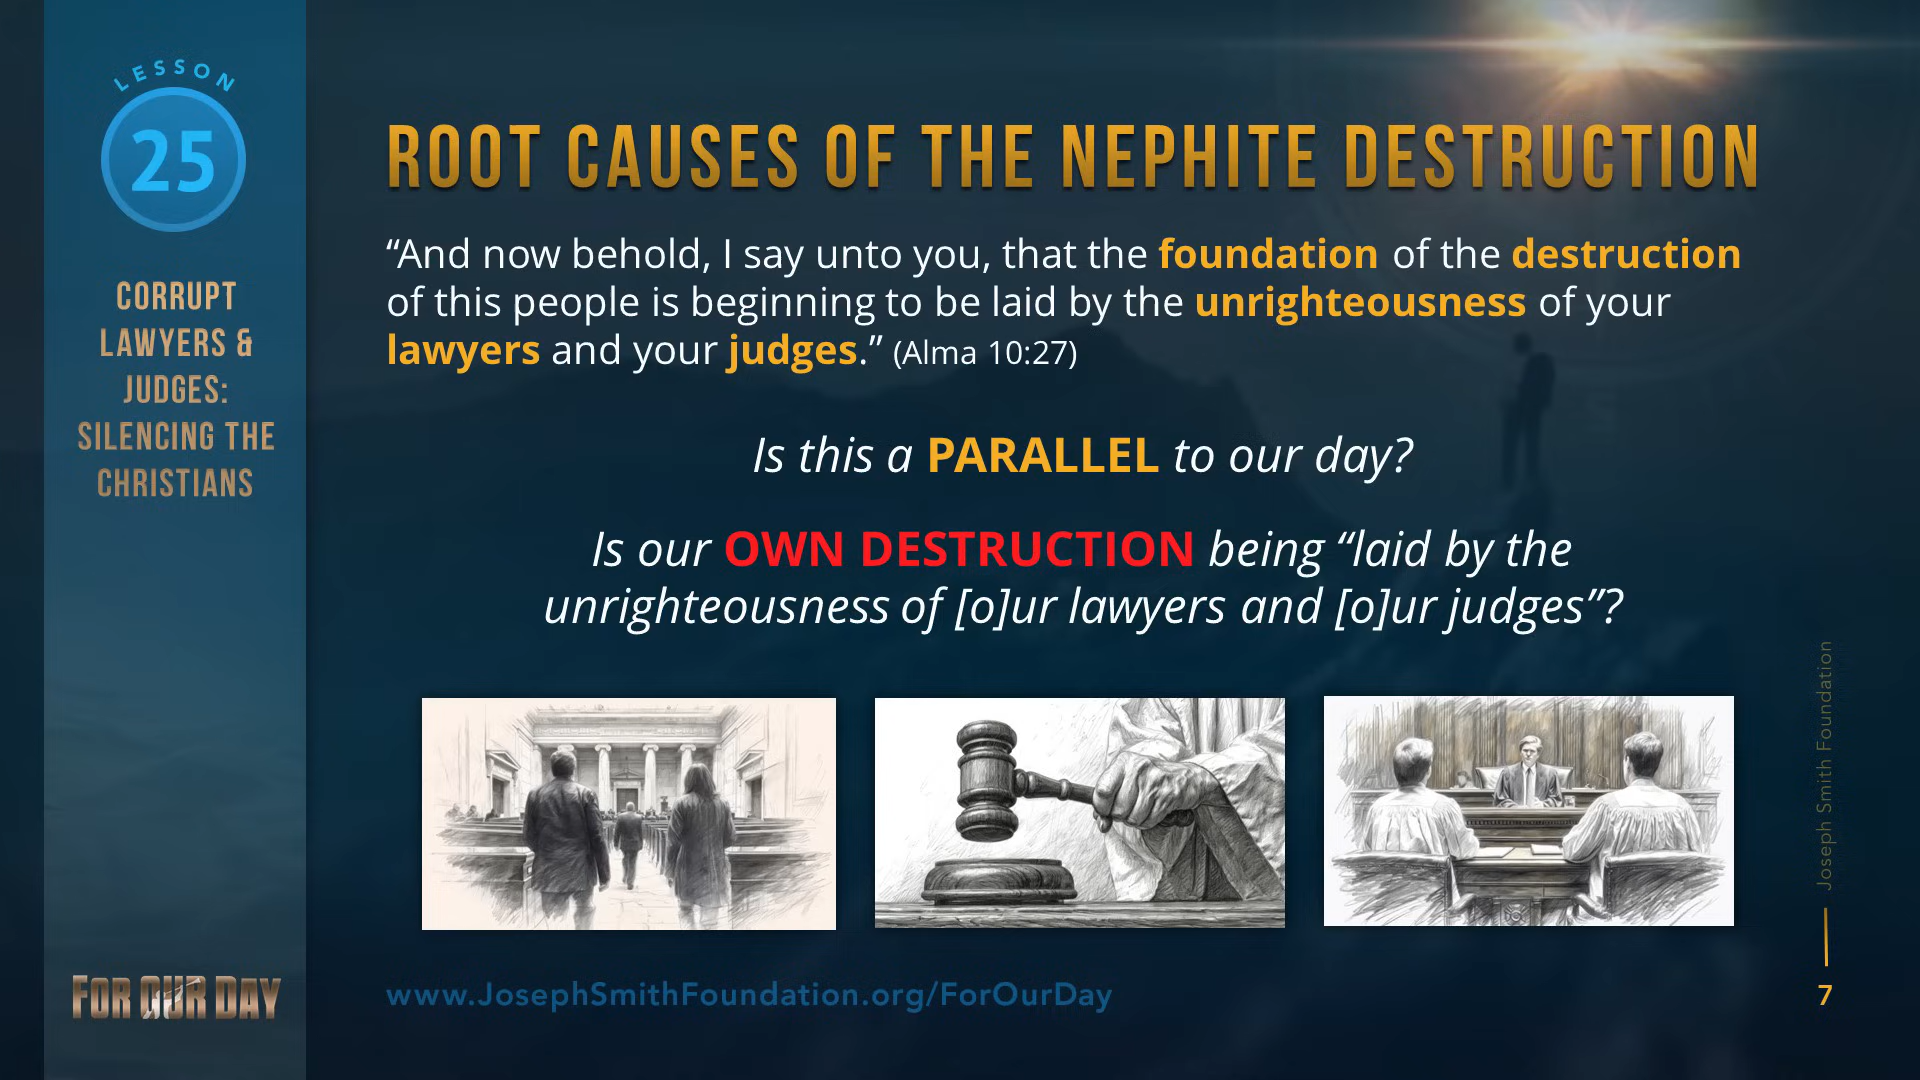 LESSON
25
CORRUPT
LAWYERS &
JUDGES:
SILENCING THE
CHRISTIANS
FOR OUR DAY
ROOT CAUSES OF THE NEPHITE DESTRUCTION
“And now behold, I say unto you, that the foundation of the destruction
of this people is beginning to be laid by the unrighteousness of your
lawyers and your judges.” (Alma 10:27)
Is this a PARALLEL to our day?
Is our OWN DESTRUCTION being “laid by the
unrighteousness of [o]ur lawyers and [o]ur judges”?
www.JosephSmithFoundation.org/ForOurDay
Joseph Smith Foundation
7